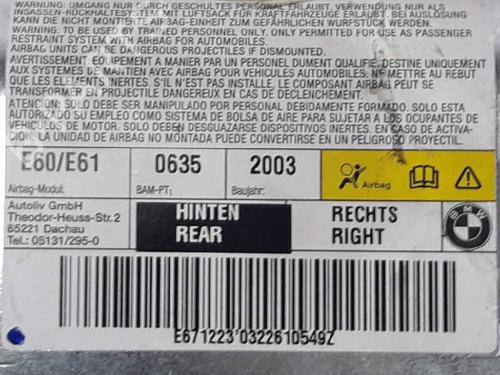 WARNUNG: UMGANG NUR DURCH GESCHULTES PERSONAL ERLAUBT. VERWENDUNG NUR ALS
INSASSEN-RÜCKHALTESYSTEM MIT LUFTSACK FÜR KRAFTFAHRZEUGE ERLAUBT. BEI AUSLÖSUNG
KANN DIE NICHT MONTIERTE AIRBAG-EINHEIT ZUM GEFÄHRLICHEN WURFSTÜCK WERDEN.
WARNING: TO BE USED BY TRAINED PERSONNEL ONLY. ONLY PERMITTED FOR USE AS PASSENGER
RESTRAINT SYSTEM WITH AIRBAG FOR AUTOMOBILES.
AIRBAG UNITS CAN BE DANGEROUS PROJECTILES IF DISMOUNTED.
AVERTISSEMENT: EQUIPEMENT A MANIER PAR UN PERSONNEL DUMENT QUALIFIE. DESTINE UNIQUEMENT
AUX SYSTEMES DE MAINTIEN AVEC AIRBAG POUR VEHICULES AUTOMOBILES. NE METTRE AU REBUT
QUE LES ELEMENTS INERTES. S'IL N'EST PAS INSTALLE, LE COUSSIN AIRBAG PEUT SE
TRANSFORMER EN PROJECTILE DANGEREUX EN CAS DE DECLENCHEMENT.
ATENCIÓN: SOLO DEBE SER MANIPULADO POR PERSONAL DEBIDAMENTE FORMADO. SOLO ESTA
AUTORIZADO SU EMPLEO COMO SISTEMA DE BOLSA DE AIRE PARA SUJETAR A LOS OCUPANTES DE
VEHÍCULOS DE MOTOR. SOLO DEBEN DESGUAZARSE DISPOSITIVOS INERTES. EN CASO DE ACTIVA-
CIÓN, LA UNIDAD DE AIRBAG NO MONTADA PUEDE CONVERTIRSE EN UN PELIGROSO PROYECTIL.
E60/E61 0635 2003
Airbag-Modul: BAM-PT1 Baujahr: Airbag
Autoliv GmbH
Theodor-Heuss-Str.2
85221 Dachau
Tel.: 08131/295-0
HINTEN RECHTS
REAR RIGHT
BMW
E671223'0322610549Z